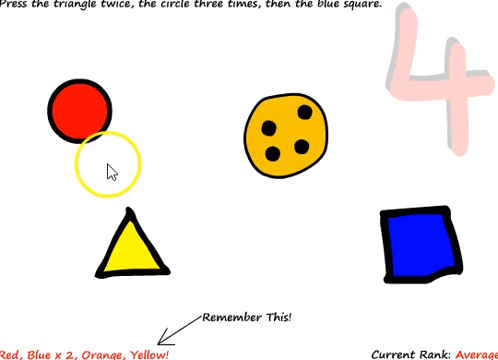 Press the triangle twice, the circle three times, then the blue square.
4
Remember This!
Red, Blue x 2, Orange, Yellow!
Current Rank: Average